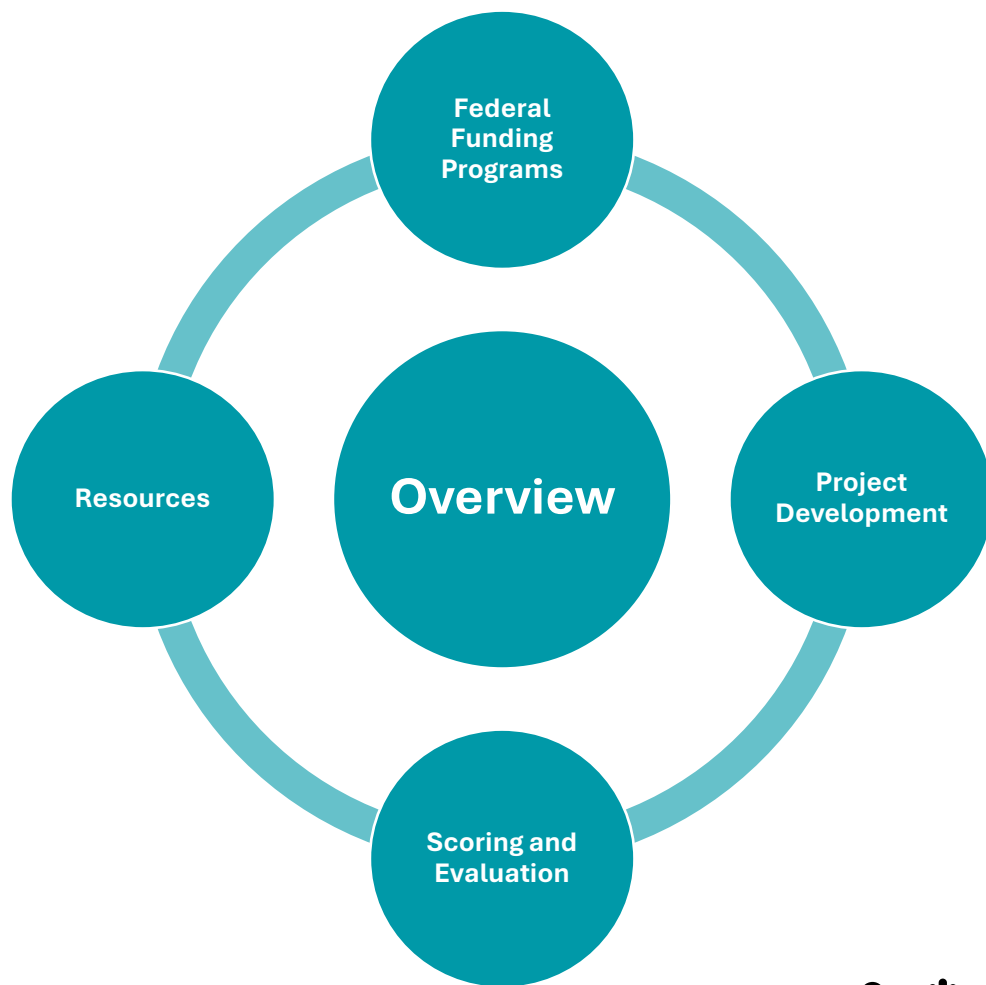 Federal
Funding
Programs
Resources
Overview
Project
Development
Scoring and
Evaluation